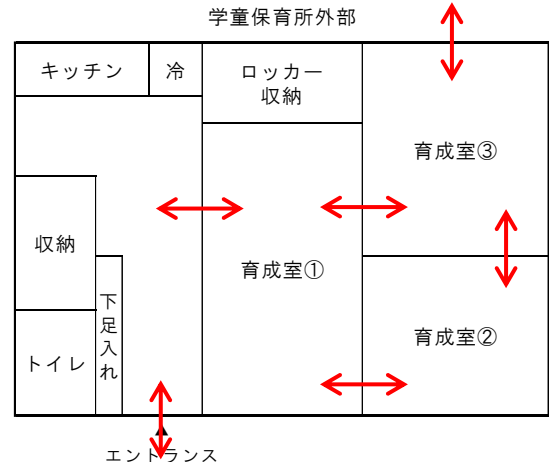 学童保育所外部
キッチン
冷
ロッカー
収納
育成室③
収納
育成室①
下足入れ
育成室②
トイレ
エントランス